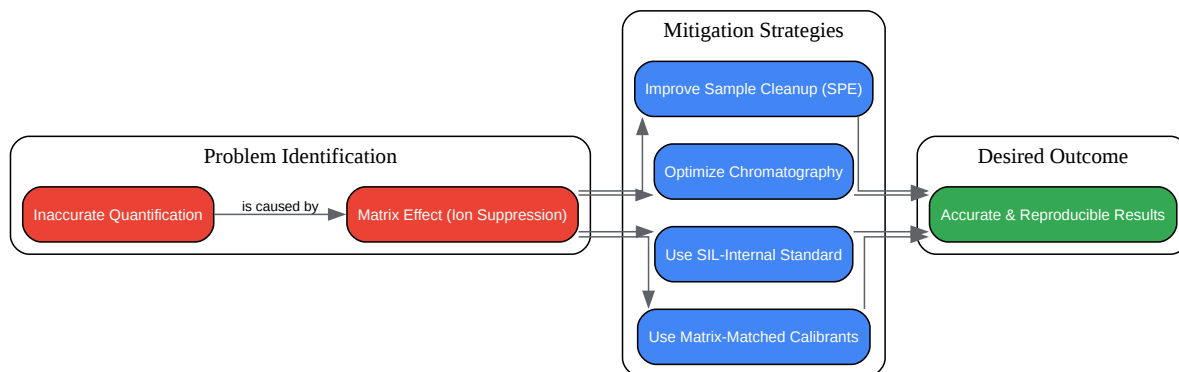 Problem Identification
Inaccurate Quantification
is caused by
Matrix Effect (Ion Suppression)
Mitigation Strategies
Improve Sample Cleanup (SPE)
Optimize Chromatography
Use SIL-Internal Standard
Use Matrix-Matched Calibrants
Desired Outcome
Accurate & Reproducible Results